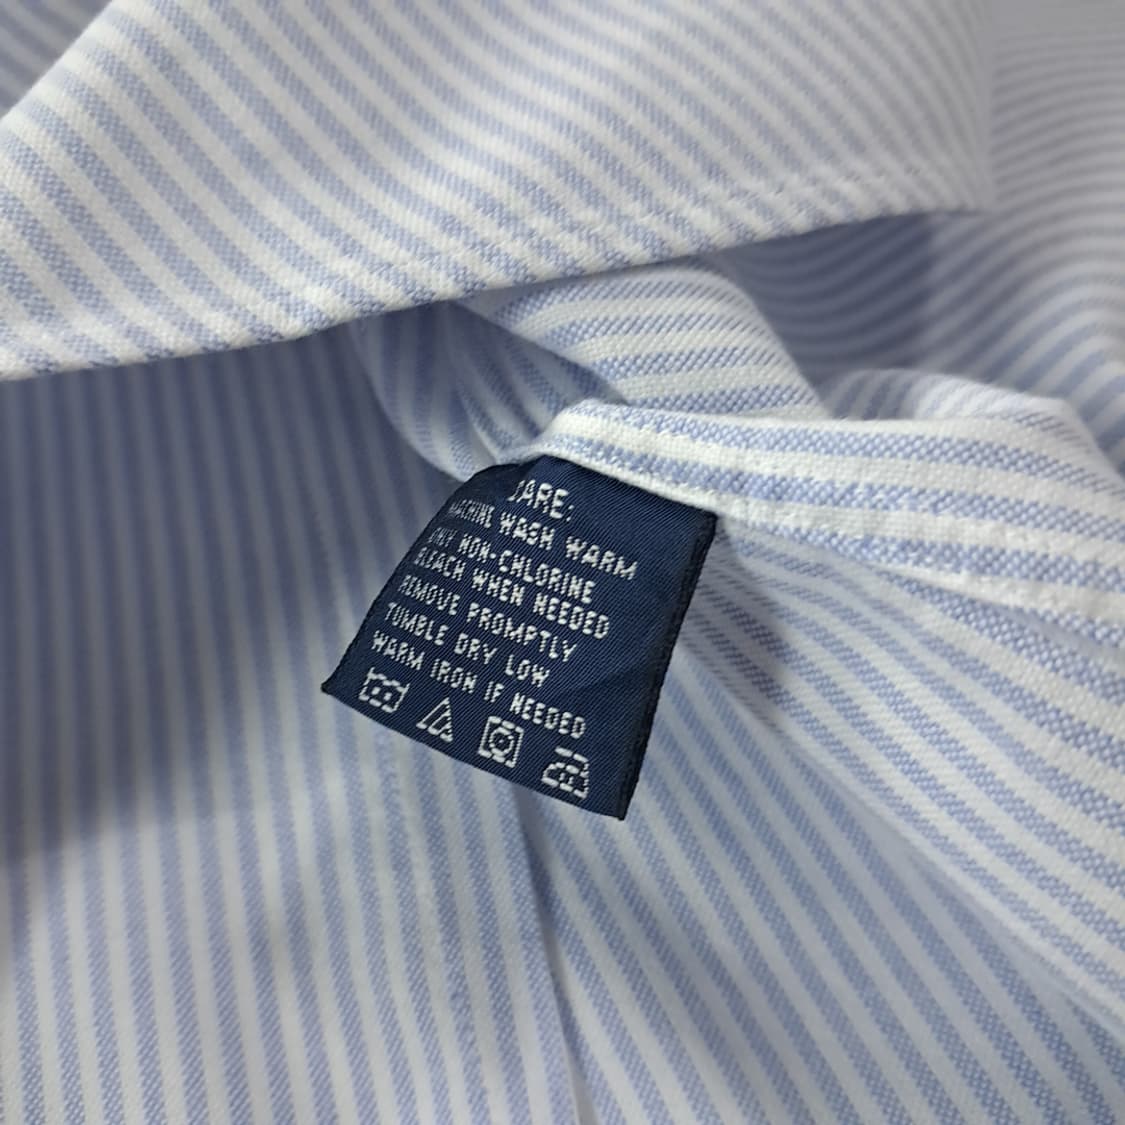 CARE:
MACHINE WASH WARM
ONLY NON-CHLORINE
BLEACH WHEN NEEDED
REMOVE PROMPTLY
TUMBLE DRY LOW
WARM IRON IF NEEDED